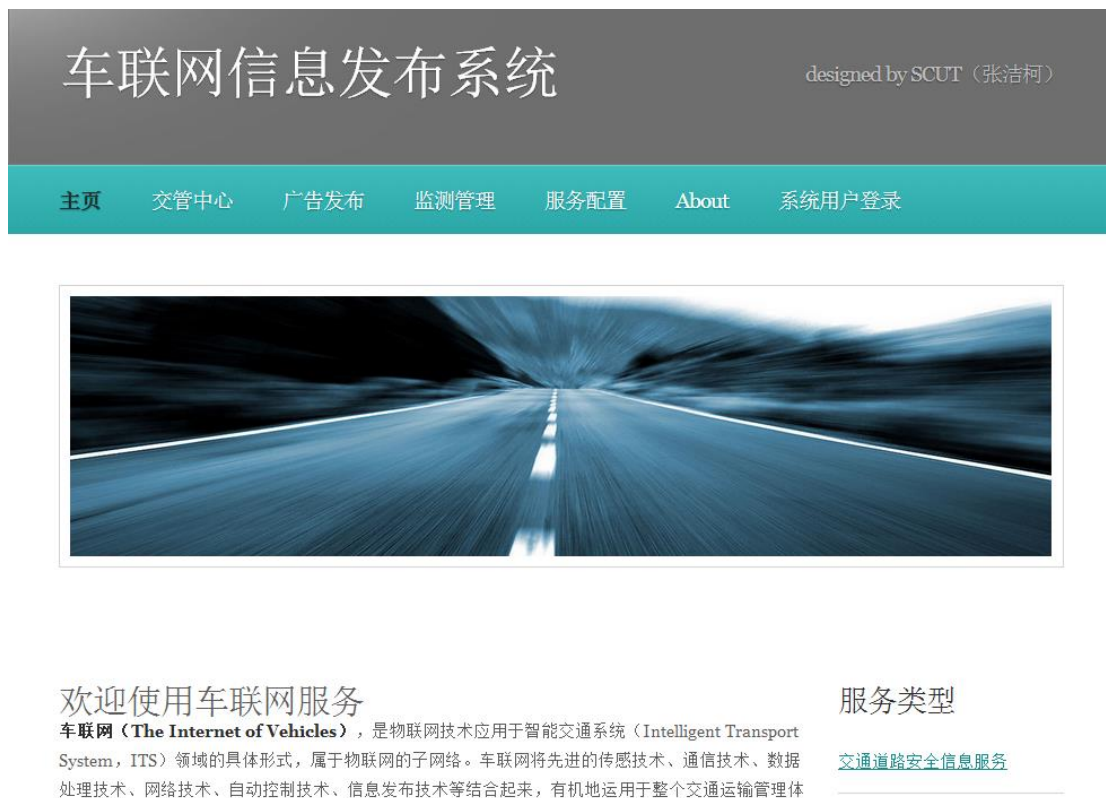 车联网信息发布系统
designed by SCUT（张洁柯）
主页 交管中心 广告发布 监测管理 服务配置 About 系统用户登录
欢迎使用车联网服务
车联网（The Internet of Vehicles），是物联网技术应用于智能交通系统（Intelligent Transport
System，ITS）领域的具体形式，属于物联网的子网络。车联网将先进的传感技术、通信技术、数据
处理技术、网络技术、自动控制技术、信息发布技术等结合起来，有机地运用于整个交通运输管理体
服务类型
交通道路安全信息服务